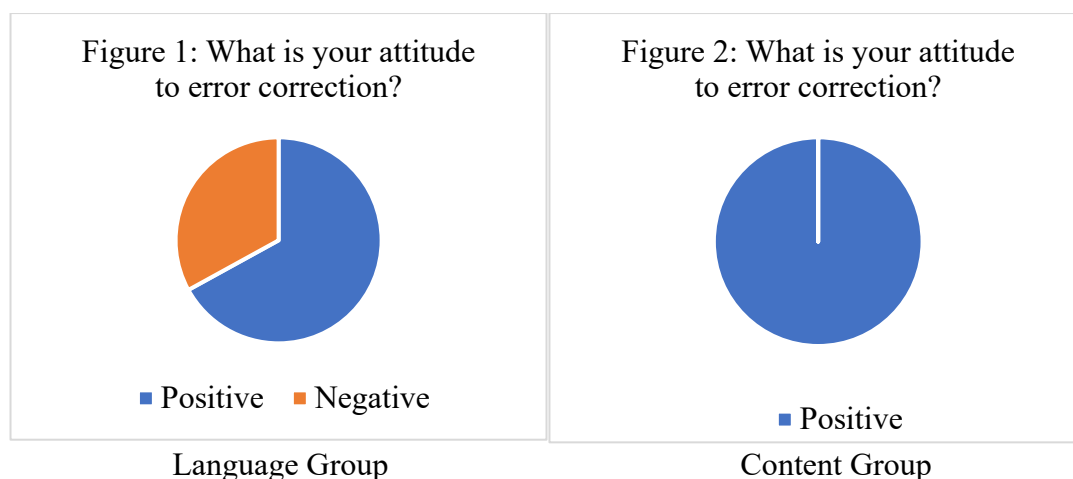 Figure 1: What is your attitude
to error correction?
Positive
Negative
Language Group
Figure 2: What is your attitude
to error correction?
Positive
Content Group